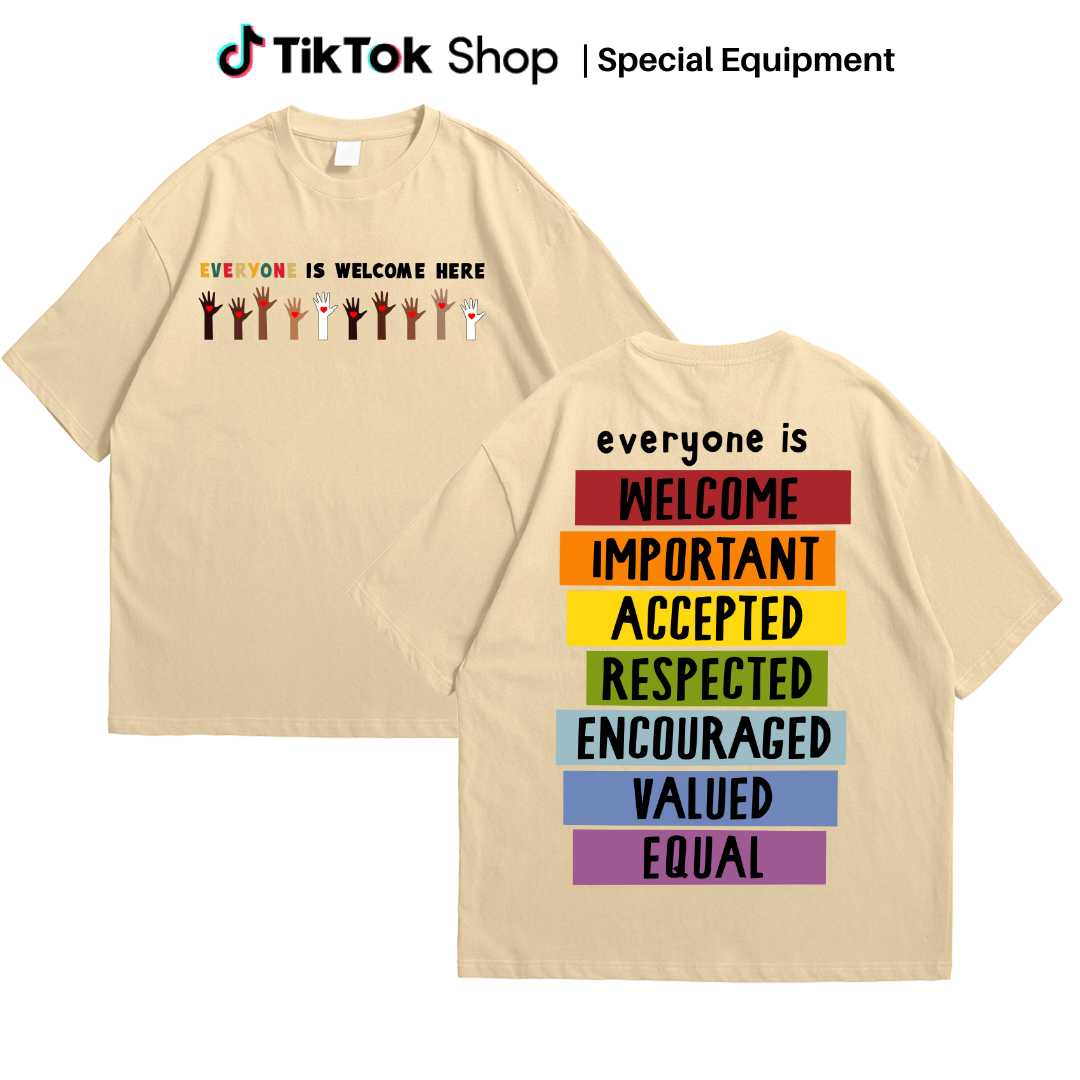 TikTok Shop | Special Equipment
EVERYONE IS WELCOME HERE
everyone is
WELCOME
IMPORTANT
ACCEPTED
RESPECTED
ENCOURAGED
VALUED
EQUAL